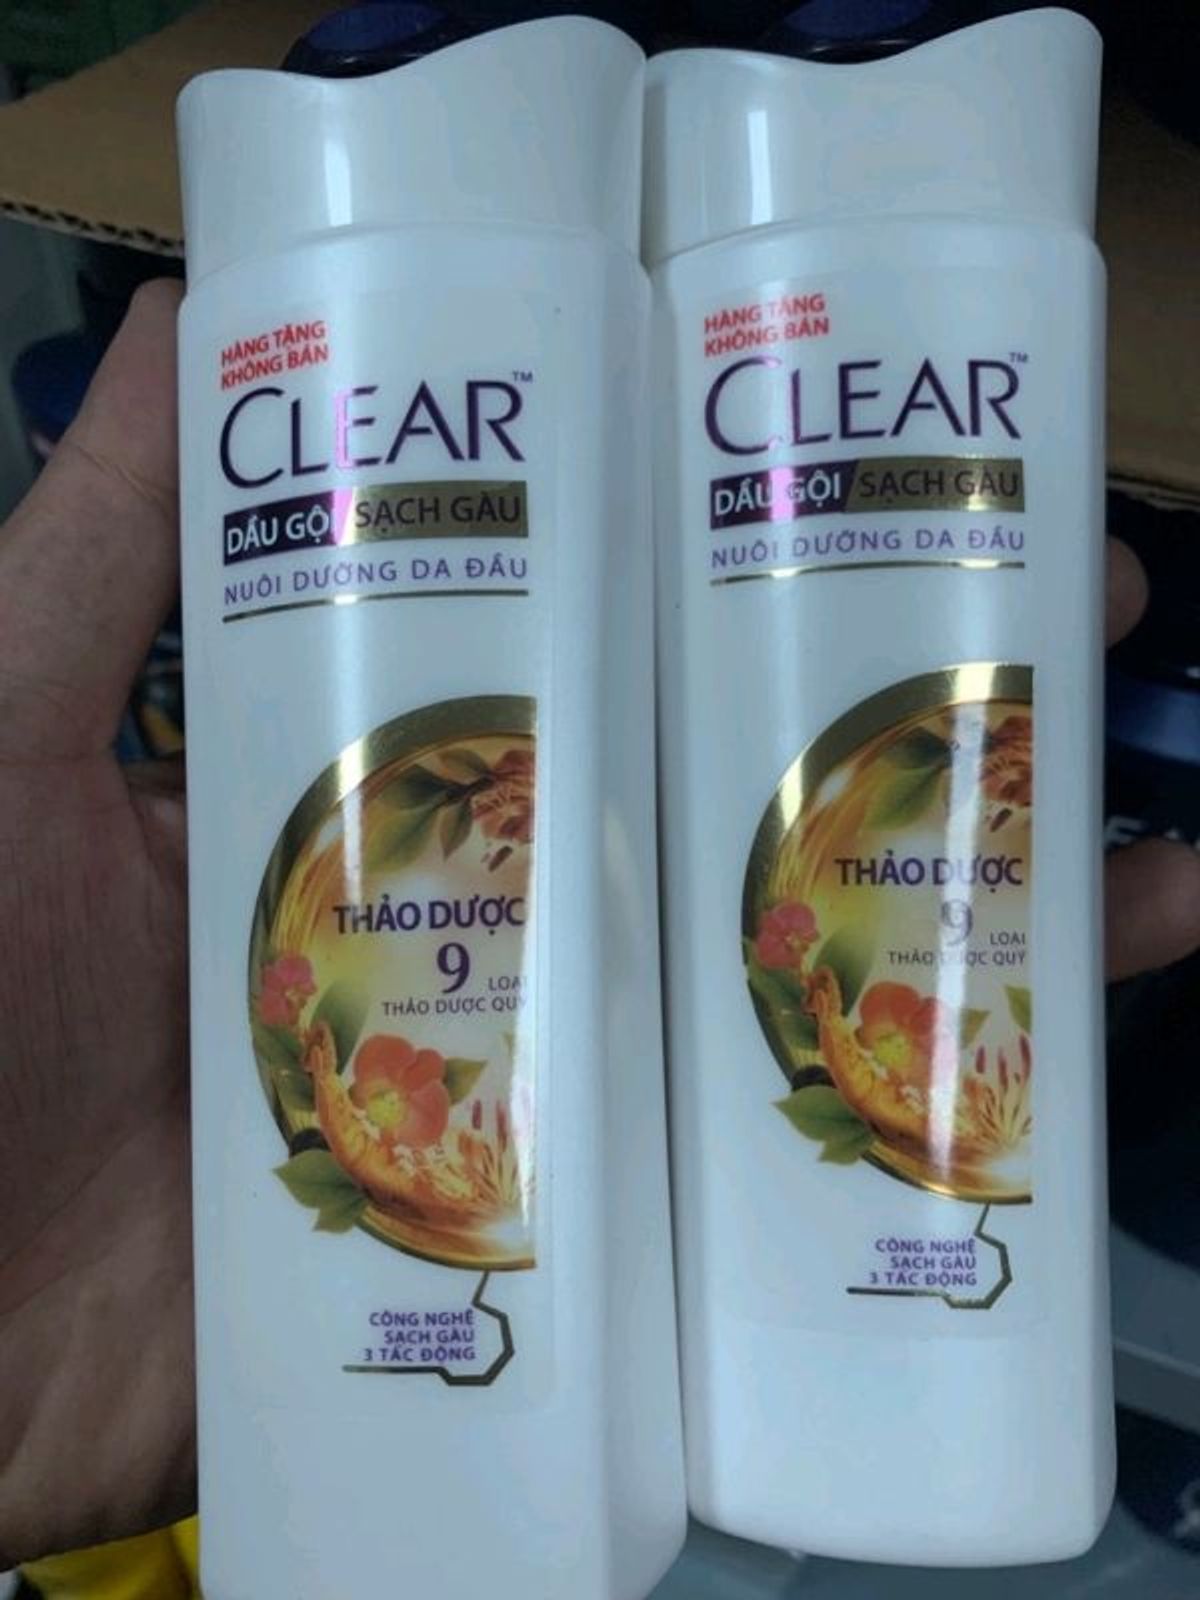 HÀNG TẶNG
KHÔNG BÁN
CLEAR™
DẦU GỘI SẠCH GÀU
NUÔI DƯỠNG DA ĐẦU
THẢO DƯỢC
9 LOẠI
THẢO DƯỢC QUÝ
CÔNG NGHỆ
SẠCH GÀU
3 TÁC ĐỘNG
HÀNG TẶNG
KHÔNG BÁN
CLEAR™
DẦU GỘI SẠCH GÀU
NUÔI DƯỠNG DA ĐẦU
THẢO DƯỢC
9 LOẠI
THẢO DƯỢC QUÝ
CÔNG NGHỆ
SẠCH GÀU
3 TÁC ĐỘNG